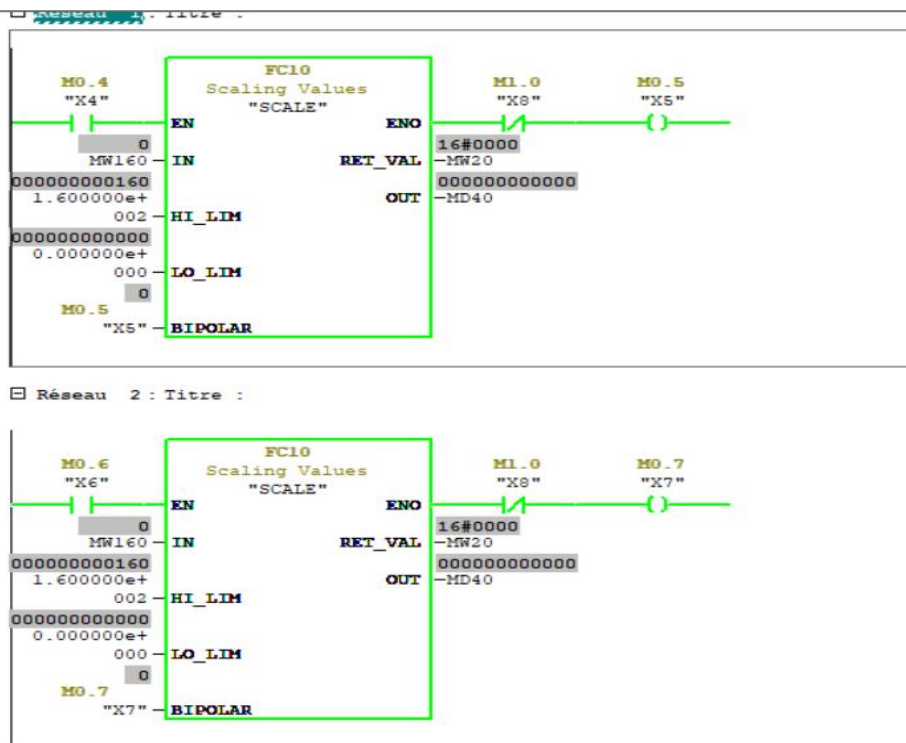 Réseau 1: Titre :
FC10
M0.4 Scaling Values M1.0 M0.5
"X4" "SCALE" "X8" "X5"
EN ENO
0 16#0000
MW160 IN RET_VAL MW20
000000000160 000000000000
1.600000e+ OUT MD40
002 HI_LIM
000000000000
0.000000e+
000 LO_LIM
0
M0.5
"X5" BIPOLAR
Réseau 2 : Titre :
FC10
M0.6 Scaling Values M1.0 M0.7
"X6" "SCALE" "X8" "X7"
EN ENO
0 16#0000
MW160 IN RET_VAL MW20
000000000160 000000000000
1.600000e+ OUT MD40
002 HI_LIM
000000000000
0.000000e+
000 LO_LIM
0
M0.7
"X7" BIPOLAR